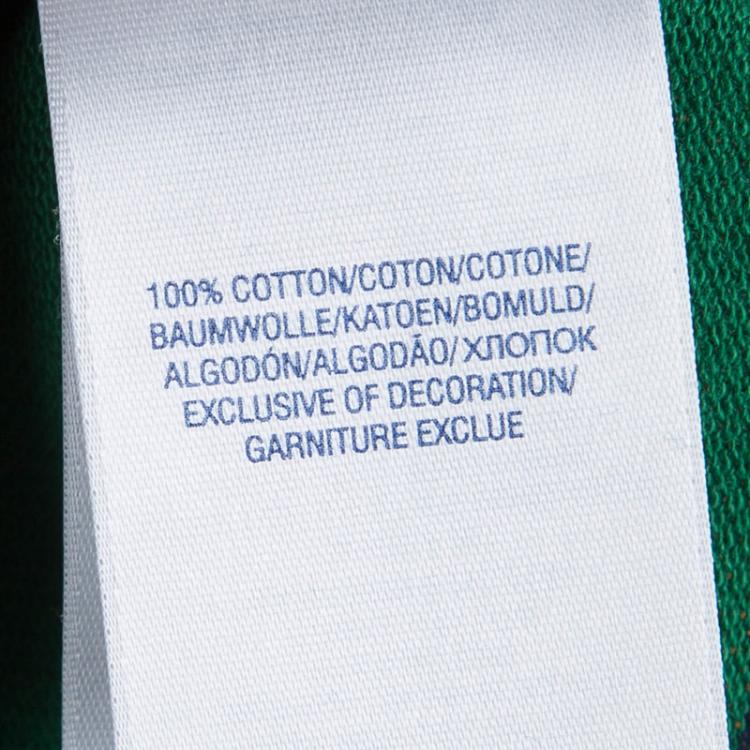 100% COTTON/COTON/COTONE/
BAUMWOLLE/KATOEN/BOMULD/
ALGODÓN/ALGODÃO/ХЛОПОК
EXCLUSIVE OF DECORATION/
GARNITURE EXCLUE